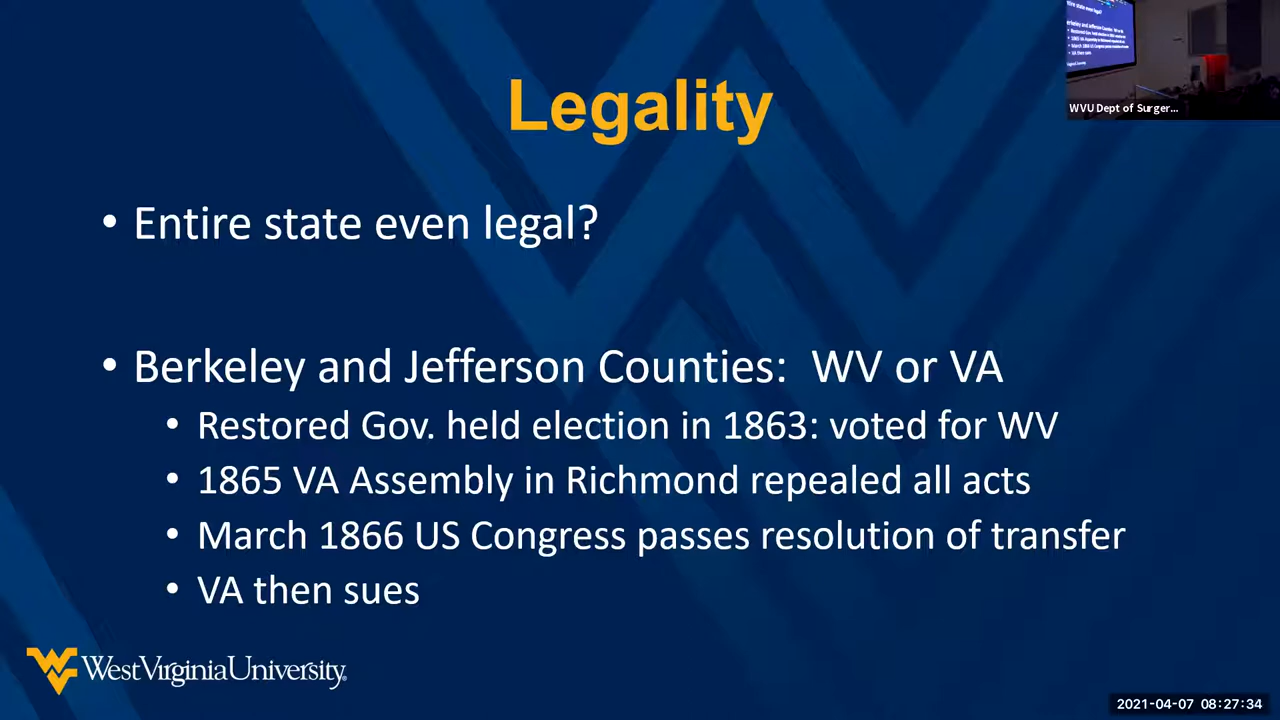 Legality
• Entire state even legal?
• Berkeley and Jefferson Counties: WV or VA
• Restored Gov. held election in 1863: voted for WV
• 1865 VA Assembly in Richmond repealed all acts
• March 1866 US Congress passes resolution of transfer
• VA then sues
West Virginia University.
WVU Dept of Surger...
2021-04-07 08:27:34